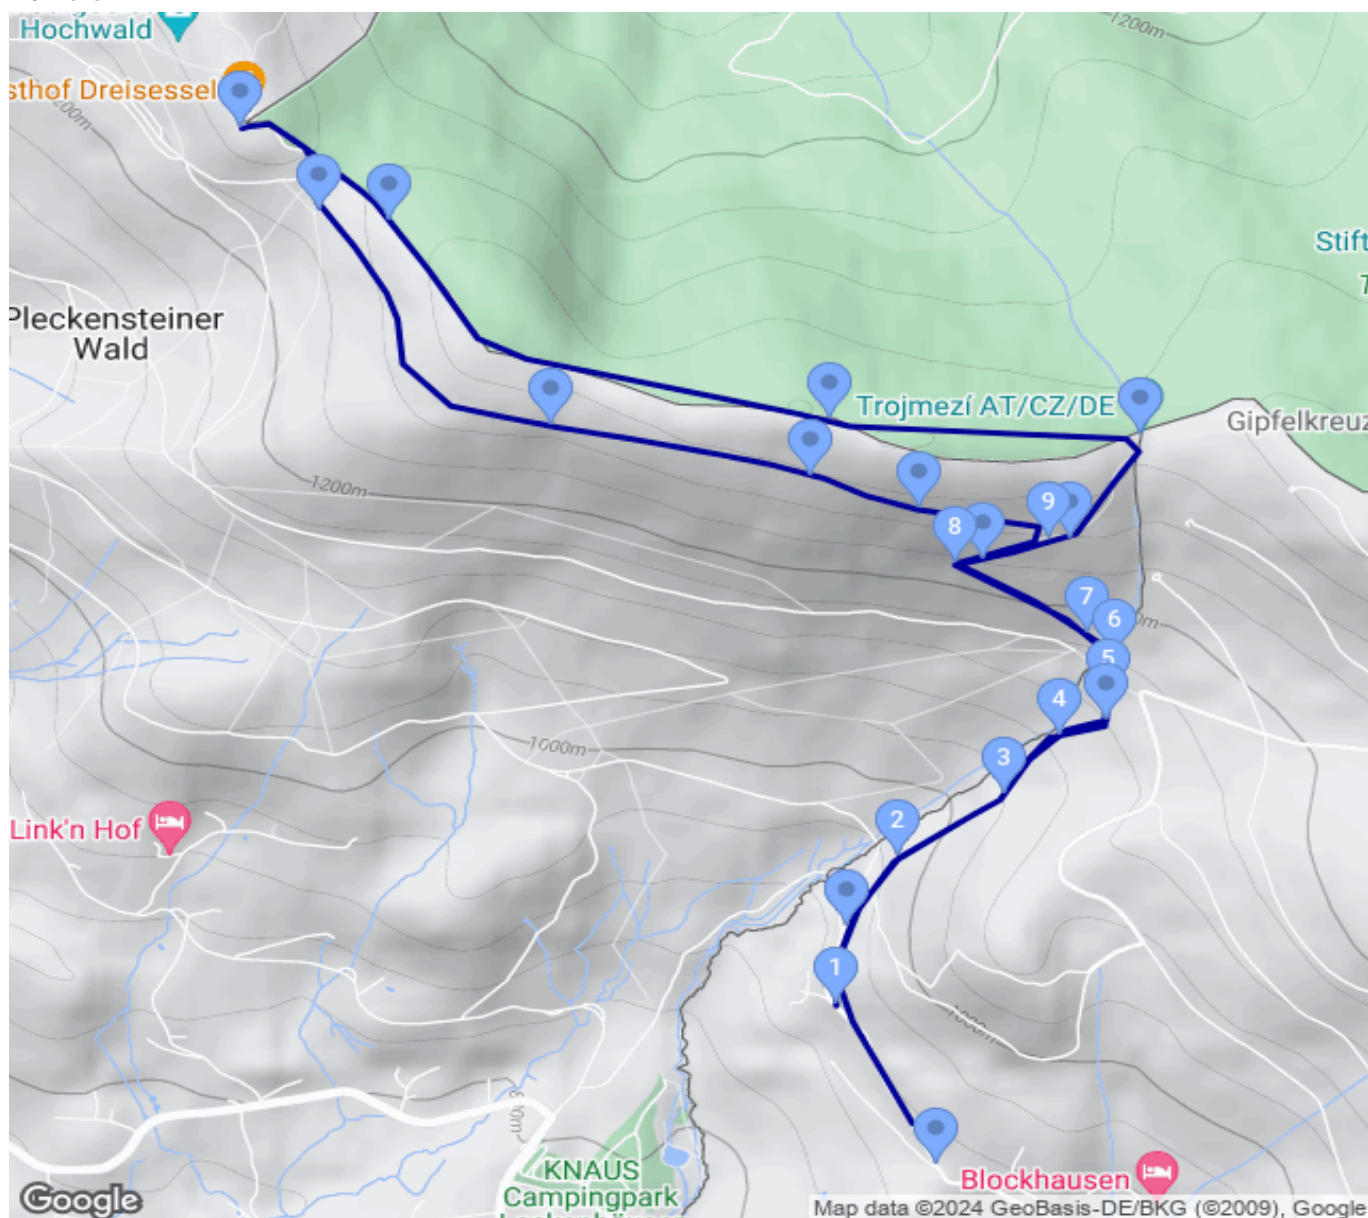 Hochwald
sthof Dreisessel
1200m
Stift
Pleckensteiner
Wald
Trojmezí AT/CZ/DE
Gipfelkreuz
1200m
9
8
7
6
5
4
1000m
3
Link'n Hof
2
1
1000m
KNAUS
Campingpark
Blockhausen
Google
Map data ©2024 GeoBasis-DE/BKG (©2009), Google